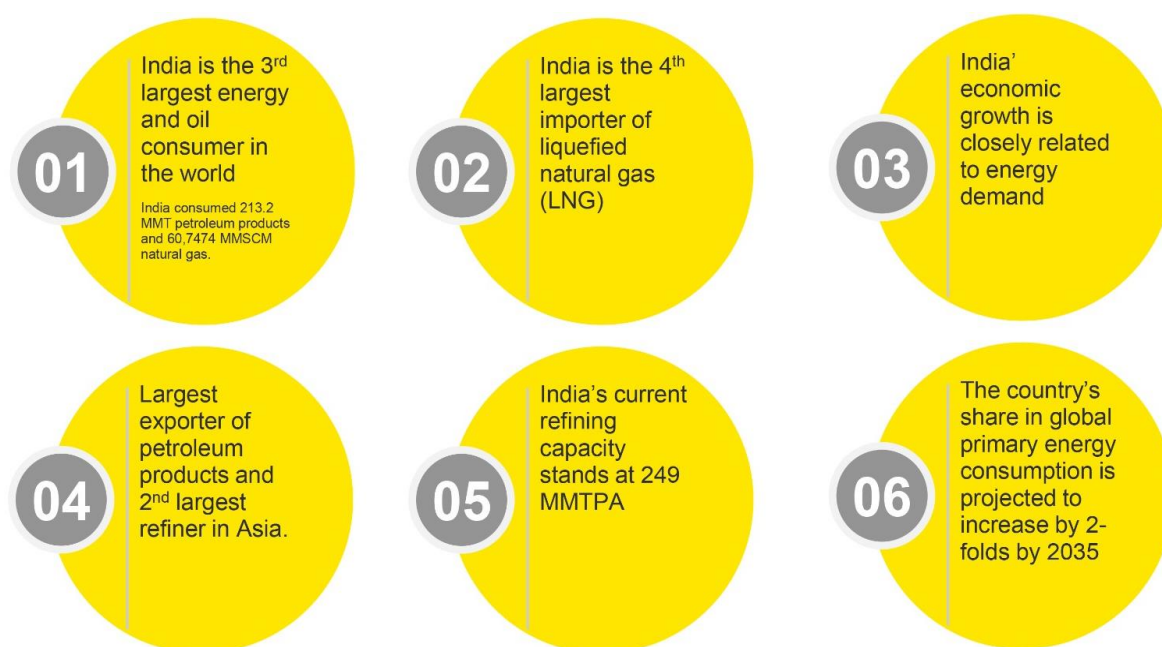 01
India is the 3rd
largest energy
and oil
consumer in
the world
India consumed 213.2
MMT petroleum products
and 60,7474 MMSCM
natural gas.
02
India is the 4th
largest
importer of
liquefied
natural gas
(LNG)
03
India'
economic
growth is
closely related
to energy
demand
04
Largest
exporter of
petroleum
products and
2nd largest
refiner in Asia.
05
India's current
refining
capacity
stands at 249
MMTPA
06
The country's
share in global
primary energy
consumption is
projected to
increase by 2-
folds by 2035